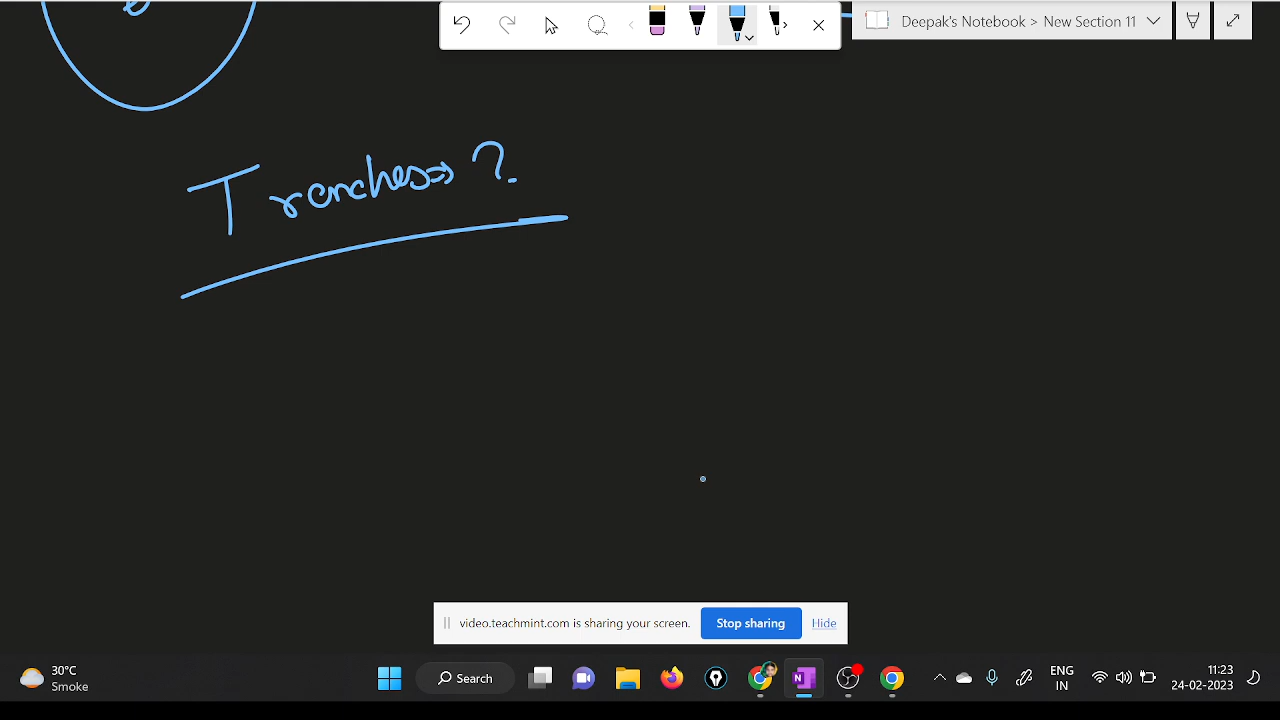 Deepak's Notebook > New Section 11
Trenches → ?
video.teachmint.com is sharing your screen. Stop sharing Hide
30°C
Smoke
Search
ENG
IN
11:23
24-02-2023